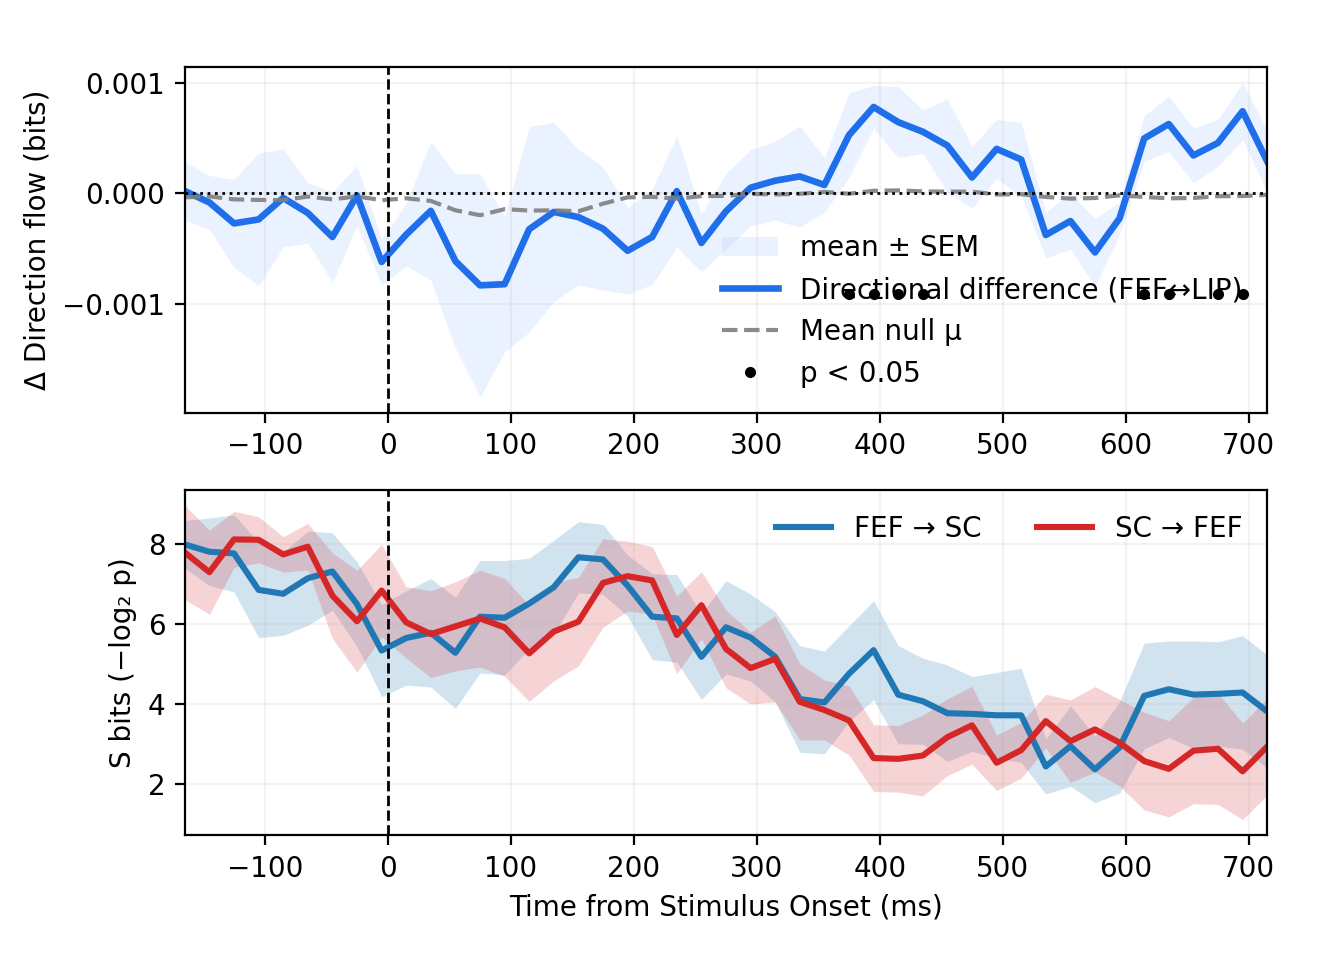 0.001
0.000
−0.001
Δ Direction flow (bits)
mean ± SEM
Directional difference (FEF↔LIP)
Mean null μ
p < 0.05
−100 0 100 200 300 400 500 600 700
8
6
4
2
S bits (−log₂ p)
FEF → SC SC → FEF
−100 0 100 200 300 400 500 600 700
Time from Stimulus Onset (ms)